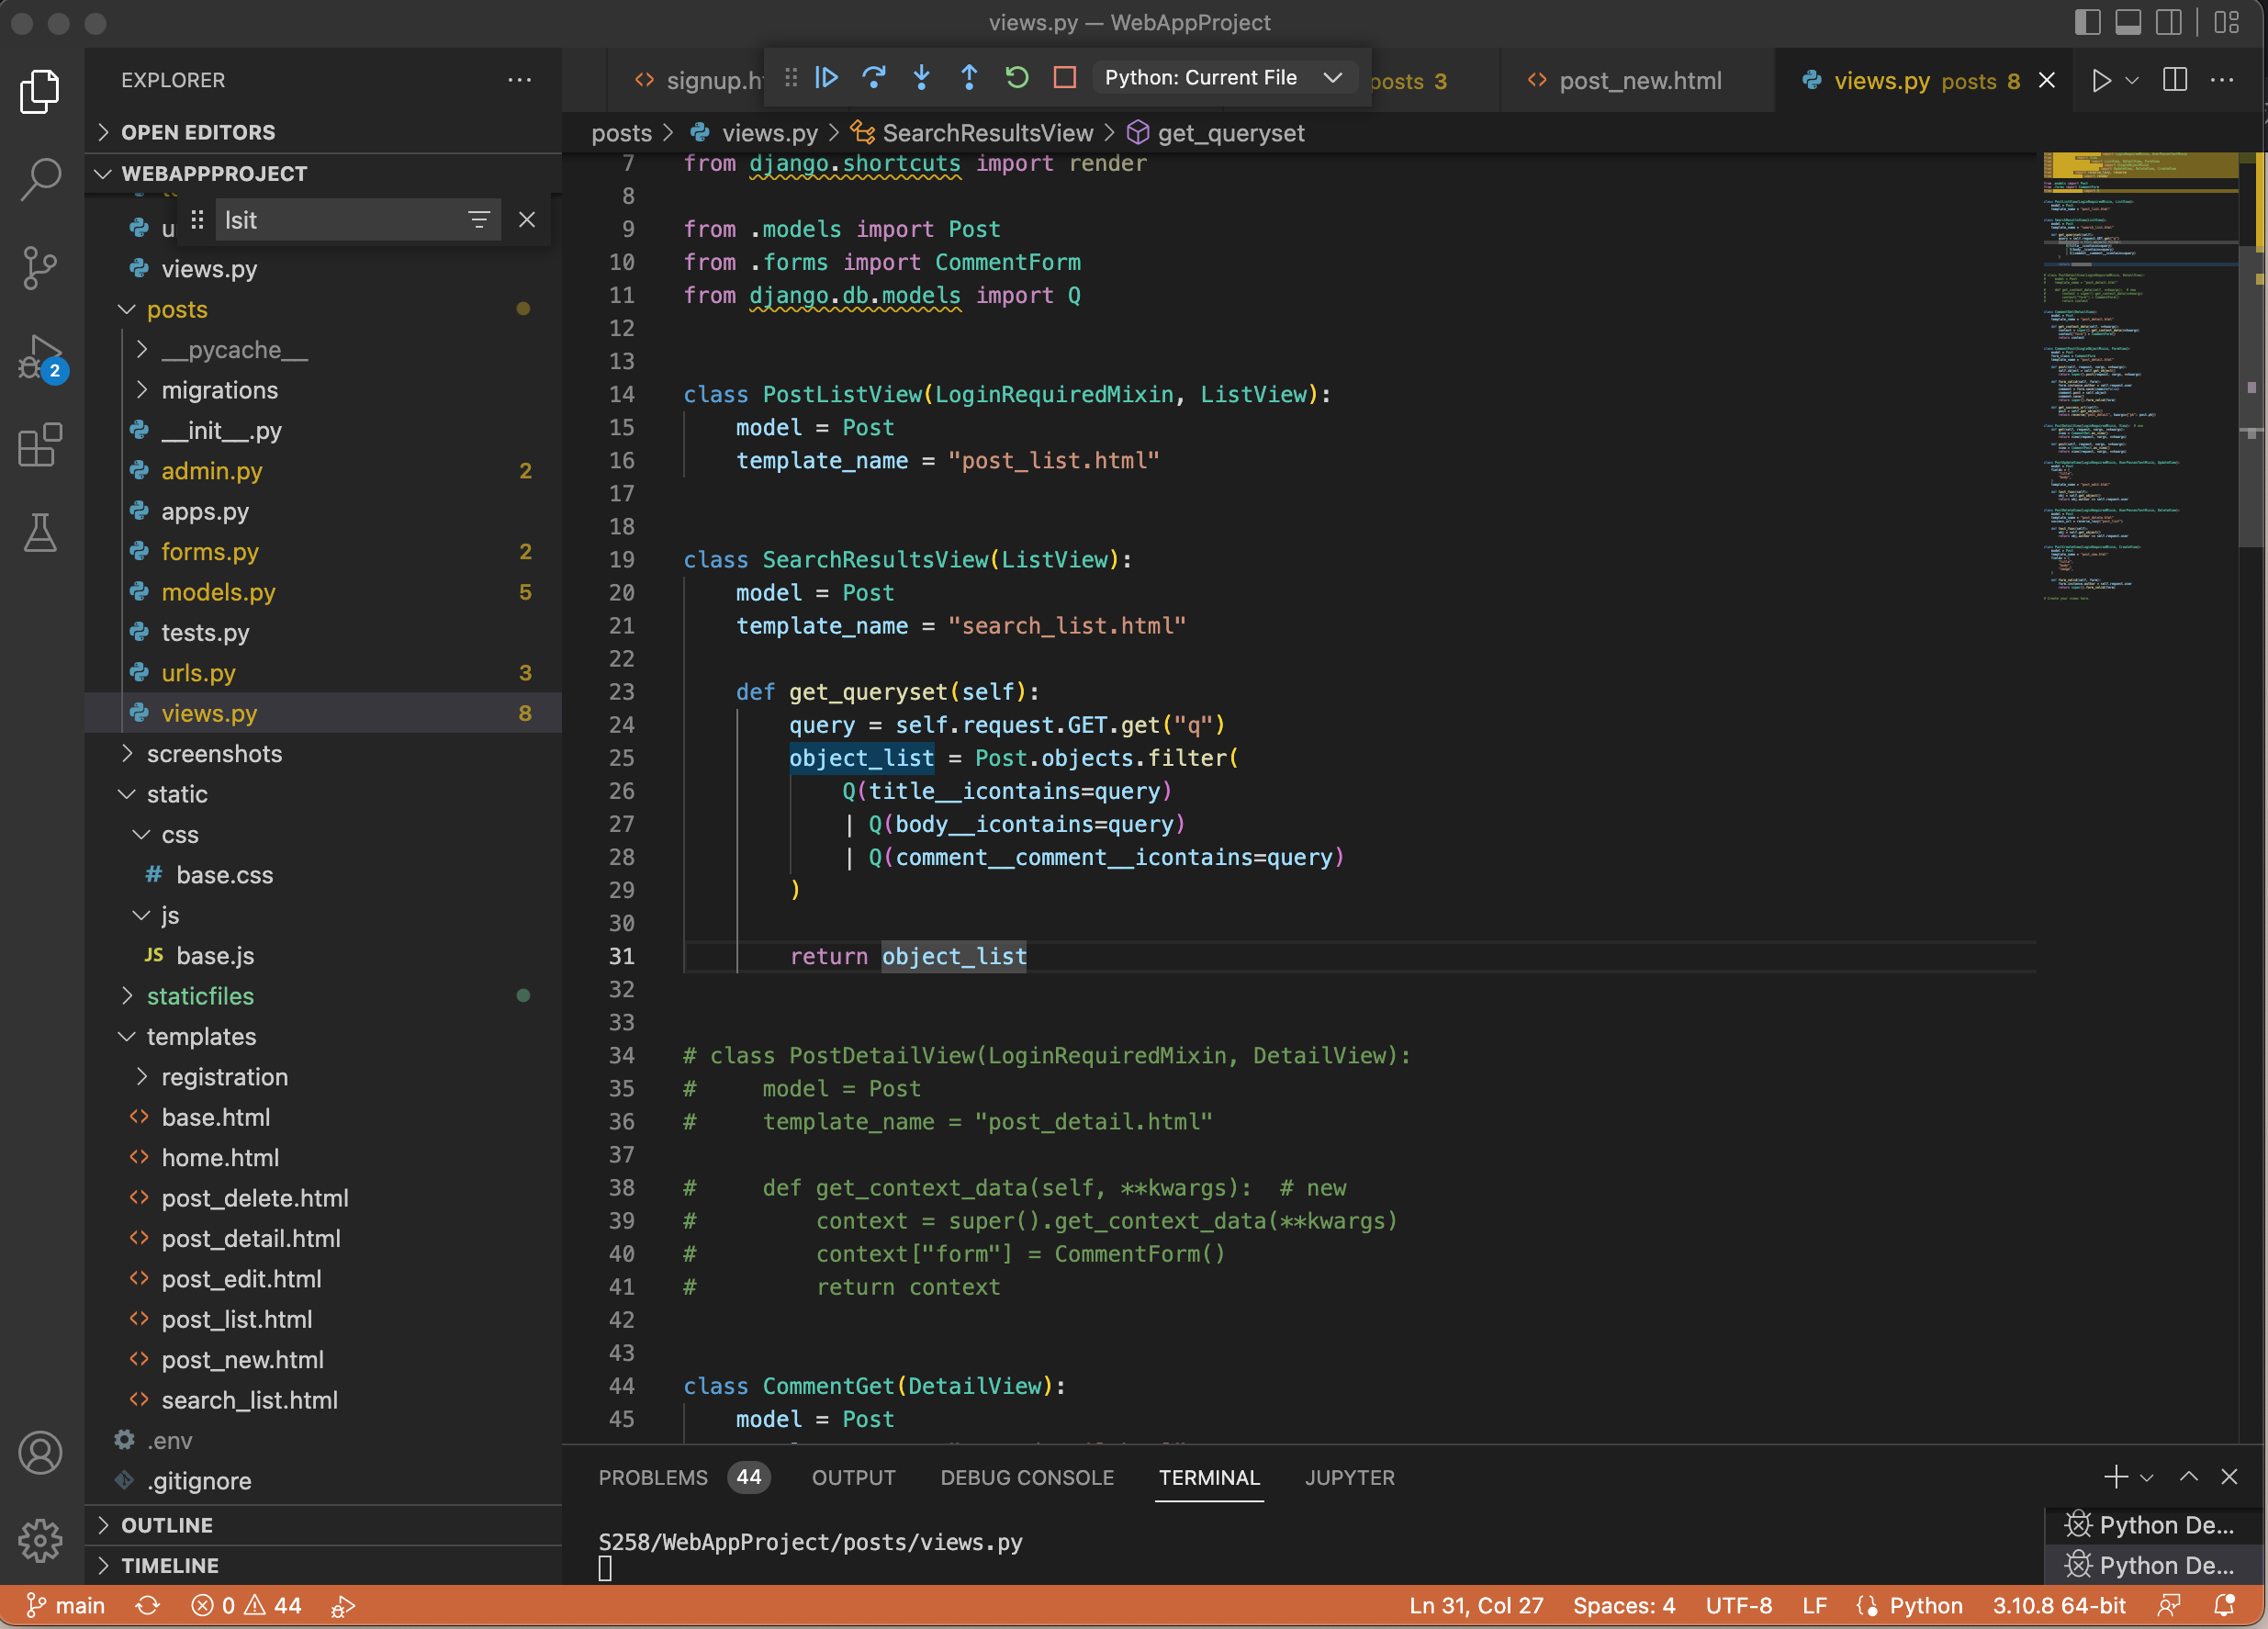 views.py — WebAppProject
EXPLORER
OPEN EDITORS
WEBAPPPROJECT
lsit
views.py
posts
__pycache__
migrations
__init__.py
admin.py 2
apps.py
forms.py 2
models.py 5
tests.py
urls.py 3
views.py 8
screenshots
static
css
# base.css
js
JS base.js
staticfiles
templates
registration
base.html
home.html
post_delete.html
post_detail.html
post_edit.html
post_list.html
post_new.html
search_list.html
.env
.gitignore
OUTLINE
TIMELINE
2
signup.h
Python: Current File
posts 3
post_new.html
views.py posts 8
posts > views.py > SearchResultsView > get_queryset
7 from django.shortcuts import render
8
9 from .models import Post
10 from .forms import CommentForm
11 from django.db.models import Q
12
13
14 class PostListView(LoginRequiredMixin, ListView):
15 model = Post
16 template_name = "post_list.html"
17
18
19 class SearchResultsView(ListView):
20 model = Post
21 template_name = "search_list.html"
22
23 def get_queryset(self):
24 query = self.request.GET.get("q")
25 object_list = Post.objects.filter(
26 Q(title__icontains=query)
27 | Q(body__icontains=query)
28 | Q(comment__comment__icontains=query)
29 )
30
31 return object_list
32
33
34 # class PostDetailView(LoginRequiredMixin, DetailView):
35 #     model = Post
36 #     template_name = "post_detail.html"
37
38 #     def get_context_data(self, **kwargs):  # new
39 #         context = super().get_context_data(**kwargs)
40 #         context["form"] = CommentForm()
41 #         return context
42
43
44 class CommentGet(DetailView):
45 model = Post
PROBLEMS 44 OUTPUT DEBUG CONSOLE TERMINAL JUPYTER
S258/WebAppProject/posts/views.py
Python De...
Python De...
main 0 44 Ln 31, Col 27 Spaces: 4 UTF-8 LF Python 3.10.8 64-bit